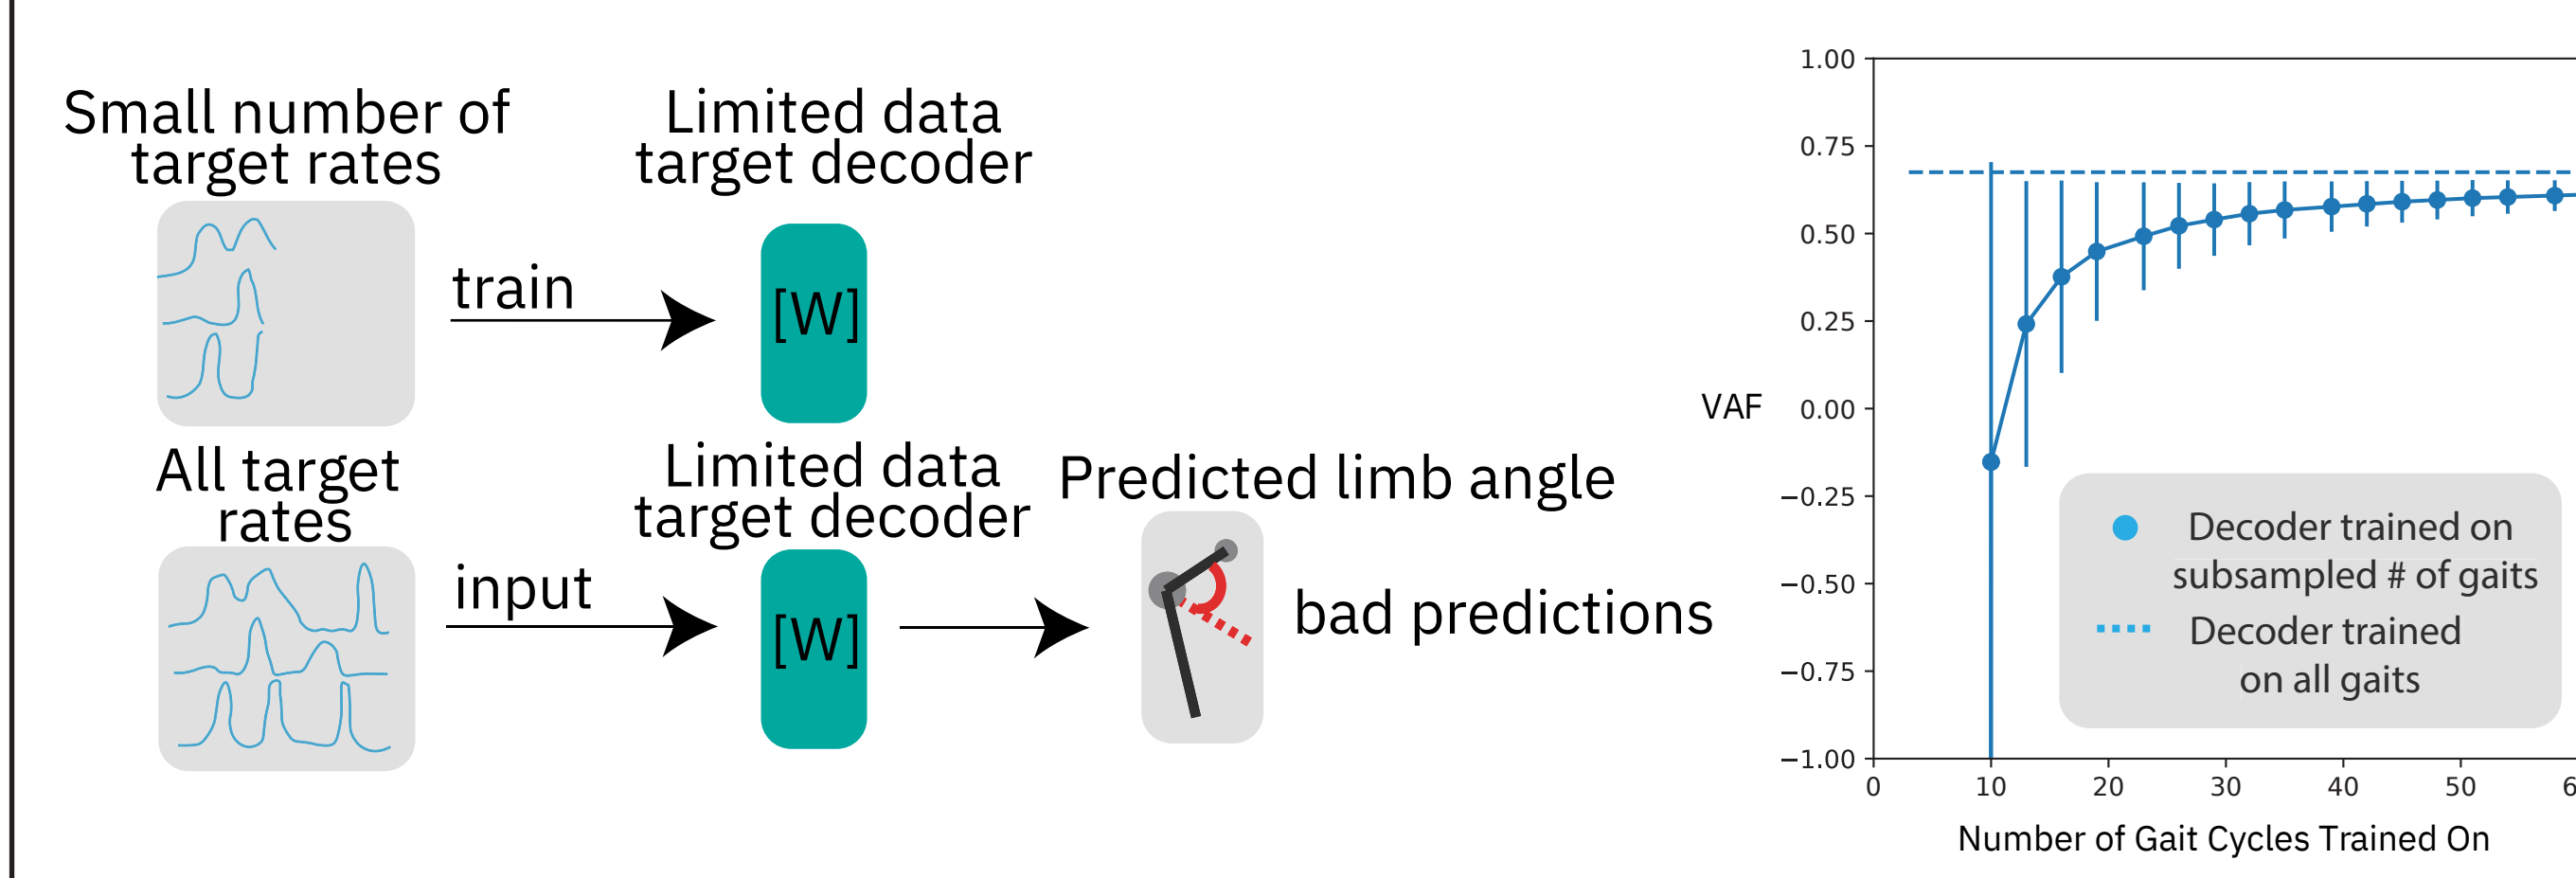 Small number of
target rates
Limited data
target decoder
train
[W]
All target
rates
Limited data
target decoder
Predicted limb angle
input
[W]
bad predictions
VAF
1.00
0.75
0.50
0.25
0.00
−0.25
−0.50
−0.75
−1.00
Decoder trained on
subsampled # of gaits
Decoder trained
on all gaits
0 10 20 30 40 50 6
Number of Gait Cycles Trained On